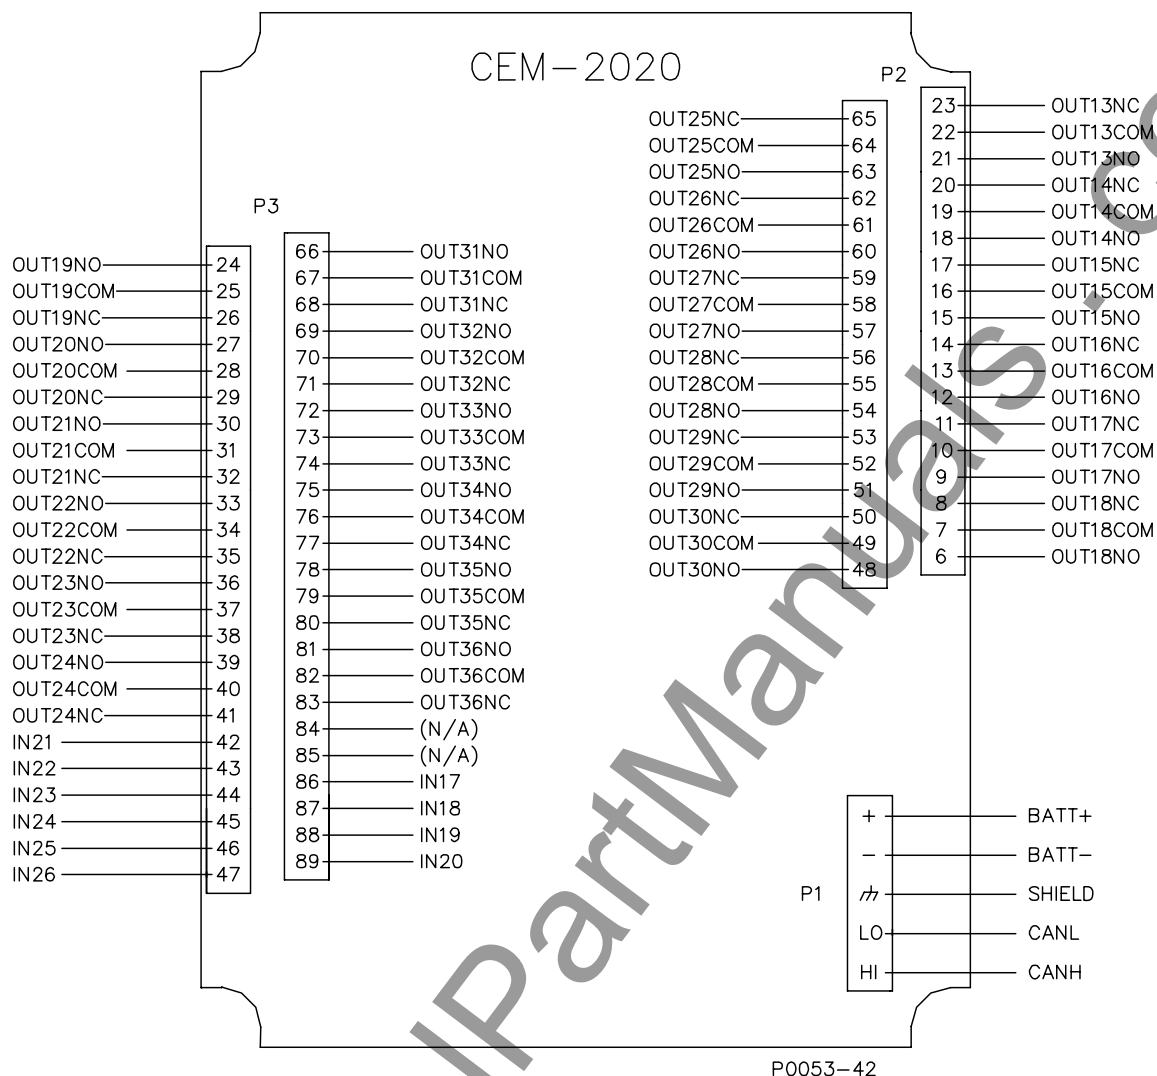 CEM-2020
P2
65 OUT25NC
64 OUT25COM
63 OUT25NO
62 OUT26NC
61 OUT26COM
60 OUT26NO
59 OUT27NC
58 OUT27COM
57 OUT27NO
56 OUT28NC
55 OUT28COM
54 OUT28NO
53 OUT29NC
52 OUT29COM
51 OUT29NO
50 OUT30NC
49 OUT30COM
48 OUT30NO
23 OUT13NC
22 OUT13COM
21 OUT13NO
20 OUT14NC
19 OUT14COM
18 OUT14NO
17 OUT15NC
16 OUT15COM
15 OUT15NO
14 OUT16NC
13 OUT16COM
12 OUT16NO
11 OUT17NC
10 OUT17COM
9 OUT17NO
8 OUT18NC
7 OUT18COM
6 OUT18NO
P3
OUT19NO 24
OUT19COM 25
OUT19NC 26
OUT20NO 27
OUT20COM 28
OUT20NC 29
OUT21NO 30
OUT21COM 31
OUT21NC 32
OUT22NO 33
OUT22COM 34
OUT22NC 35
OUT23NO 36
OUT23COM 37
OUT23NC 38
OUT24NO 39
OUT24COM 40
OUT24NC 41
IN21 42
IN22 43
IN23 44
IN24 45
IN25 46
IN26 47
66 OUT31NO
67 OUT31COM
68 OUT31NC
69 OUT32NO
70 OUT32COM
71 OUT32NC
72 OUT33NO
73 OUT33COM
74 OUT33NC
75 OUT34NO
76 OUT34COM
77 OUT34NC
78 OUT35NO
79 OUT35COM
80 OUT35NC
81 OUT36NO
82 OUT36COM
83 OUT36NC
84 (N/A)
85 (N/A)
86 IN17
87 IN18
88 IN19
89 IN20
P1
+ BATT+
- BATT-
SHIELD
LO CANL
HI CANH
P0053-42
lPartManuals . c